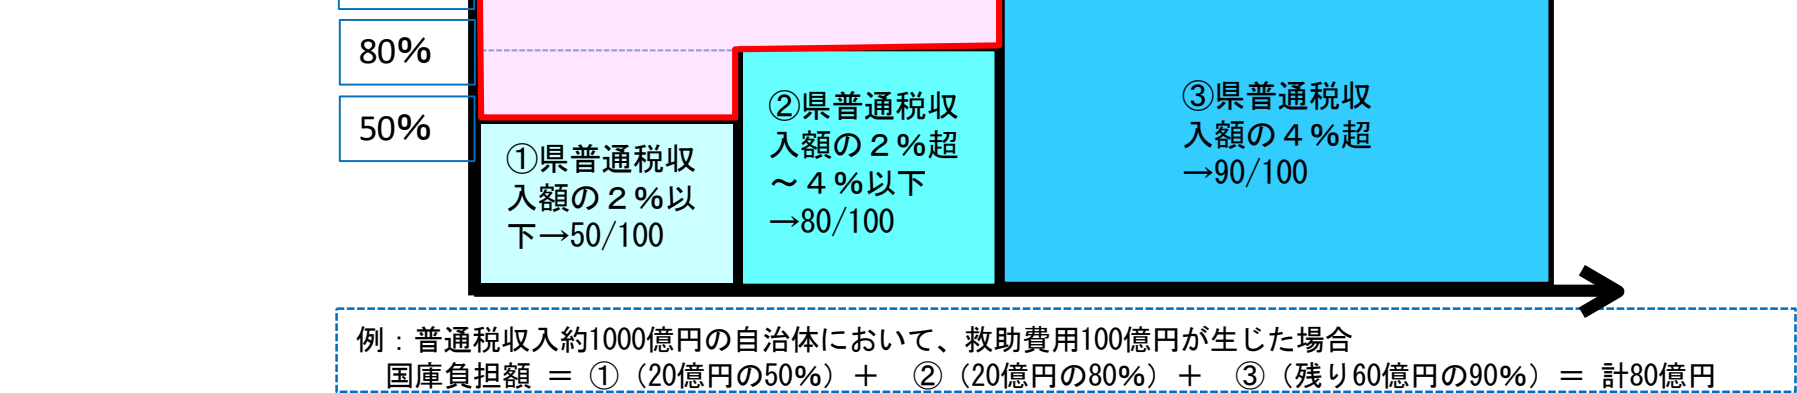 80%
50%
①県普通税収
入額の２%以
下→50/100
②県普通税収
入額の２%超
～４%以下
→80/100
③県普通税収
入額の４%超
→90/100
例：普通税収入約1000億円の自治体において、救助費用100億円が生じた場合
国庫負担額 ＝ ①（20億円の50%）＋ ②（20億円の80%）＋ ③（残り60億円の90%）＝ 計80億円